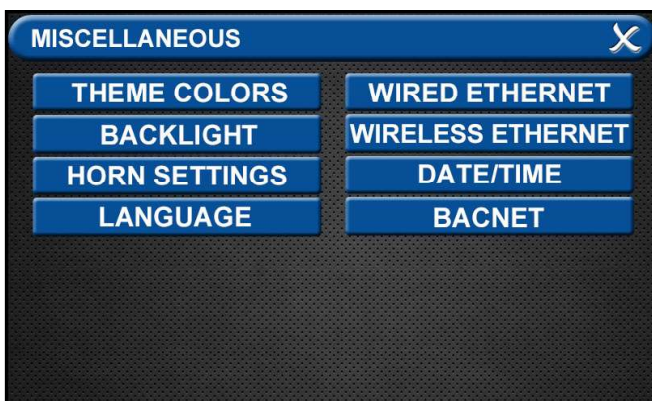 MISCELLANEOUS
THEME COLORS
BACKLIGHT
HORN SETTINGS
LANGUAGE
WIRED ETHERNET
WIRELESS ETHERNET
DATE/TIME
BACNET